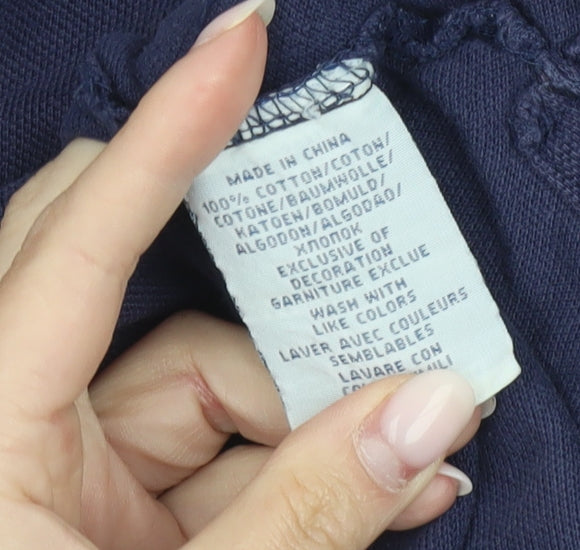 MADE IN CHINA
100% COTTON/COTON/
COTONE/BAUMWOLLE/
KATOEN/BOMULD/
ALGODON/ALGODAO/
ХЛОПОК
EXCLUSIVE OF
DECORATION
GARNITURE EXCLUE
WASH WITH
LIKE COLORS
LAVER AVEC COULEURS
SEMBLABLES
LAVARE CON